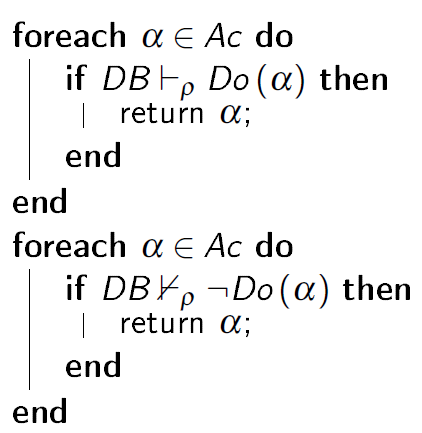 foreach α ∈ Ac do
if DB ⊢ρ Do(α) then
return α;
end
end
foreach α ∈ Ac do
if DB ⊬ρ ¬Do(α) then
return α;
end
end